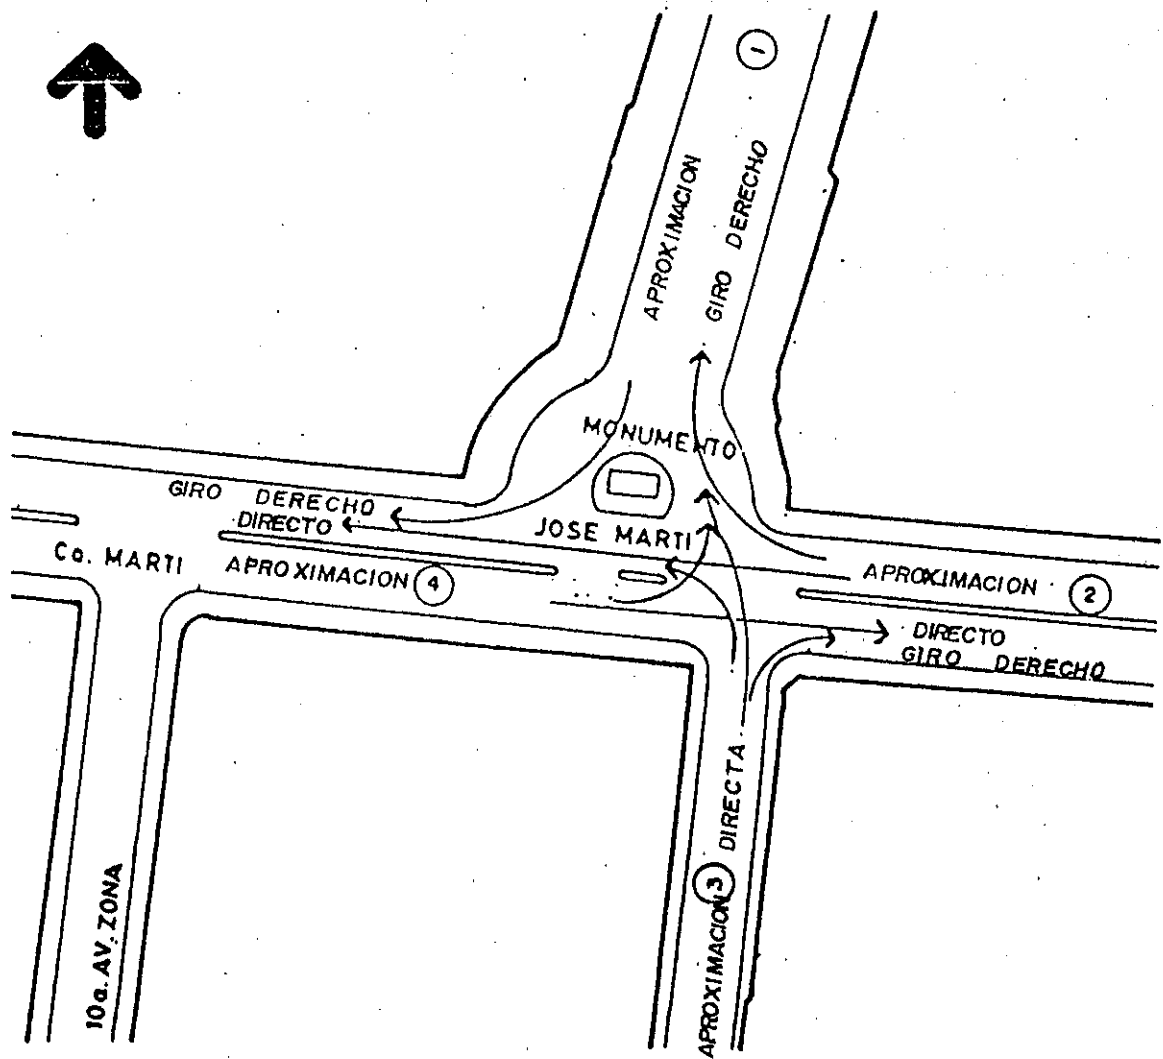 1
APROXIMACION
GIRO DERECHO
MONUMENTO
JOSE MARTI
GIRO DERECHO
DIRECTO
Ca. MARTI
APROXIMACION 4
APROXIMACION 2
DIRECTO
GIRO DERECHO
DIRECTA
APROXIMACION 3
10a. AV. ZONA